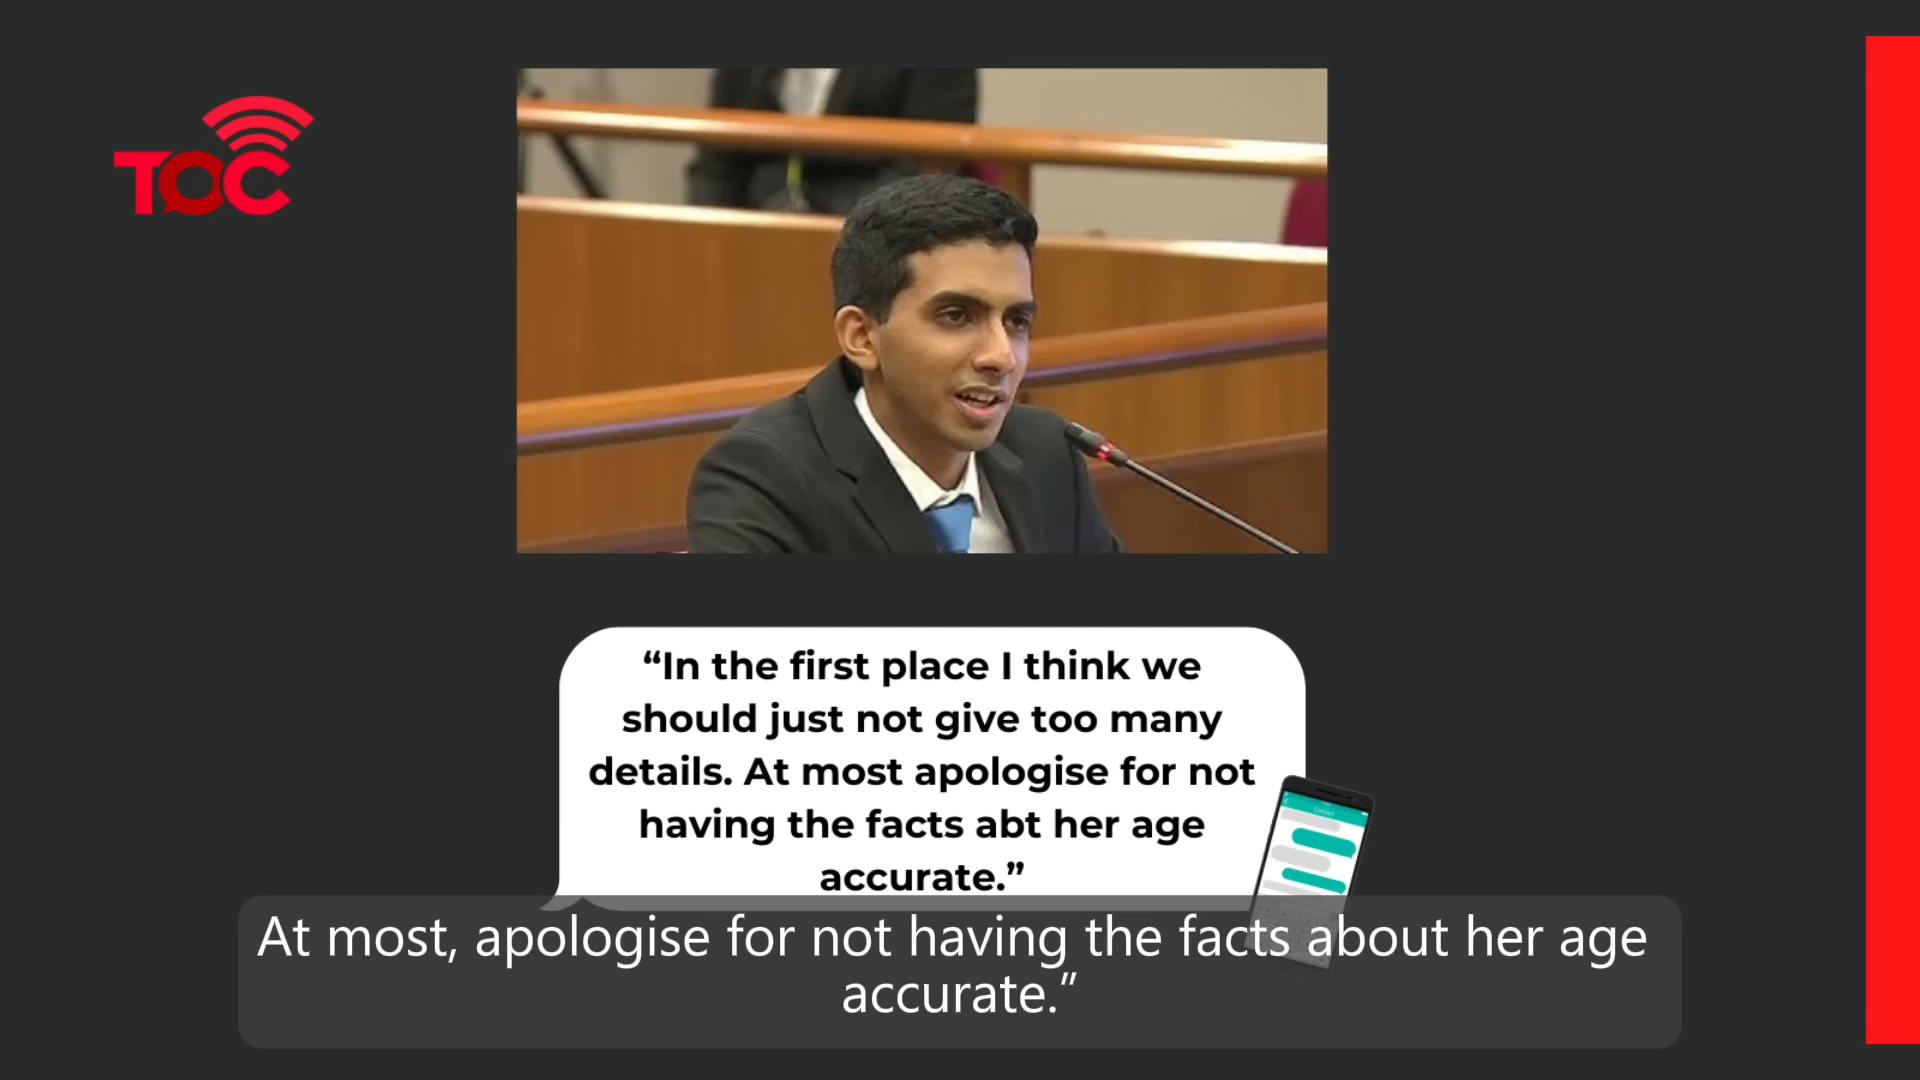 TOC
“In the first place I think we
should just not give too many
details. At most apologise for not
having the facts abt her age
accurate.”
At most, apologise for not having the facts about her age
accurate.”